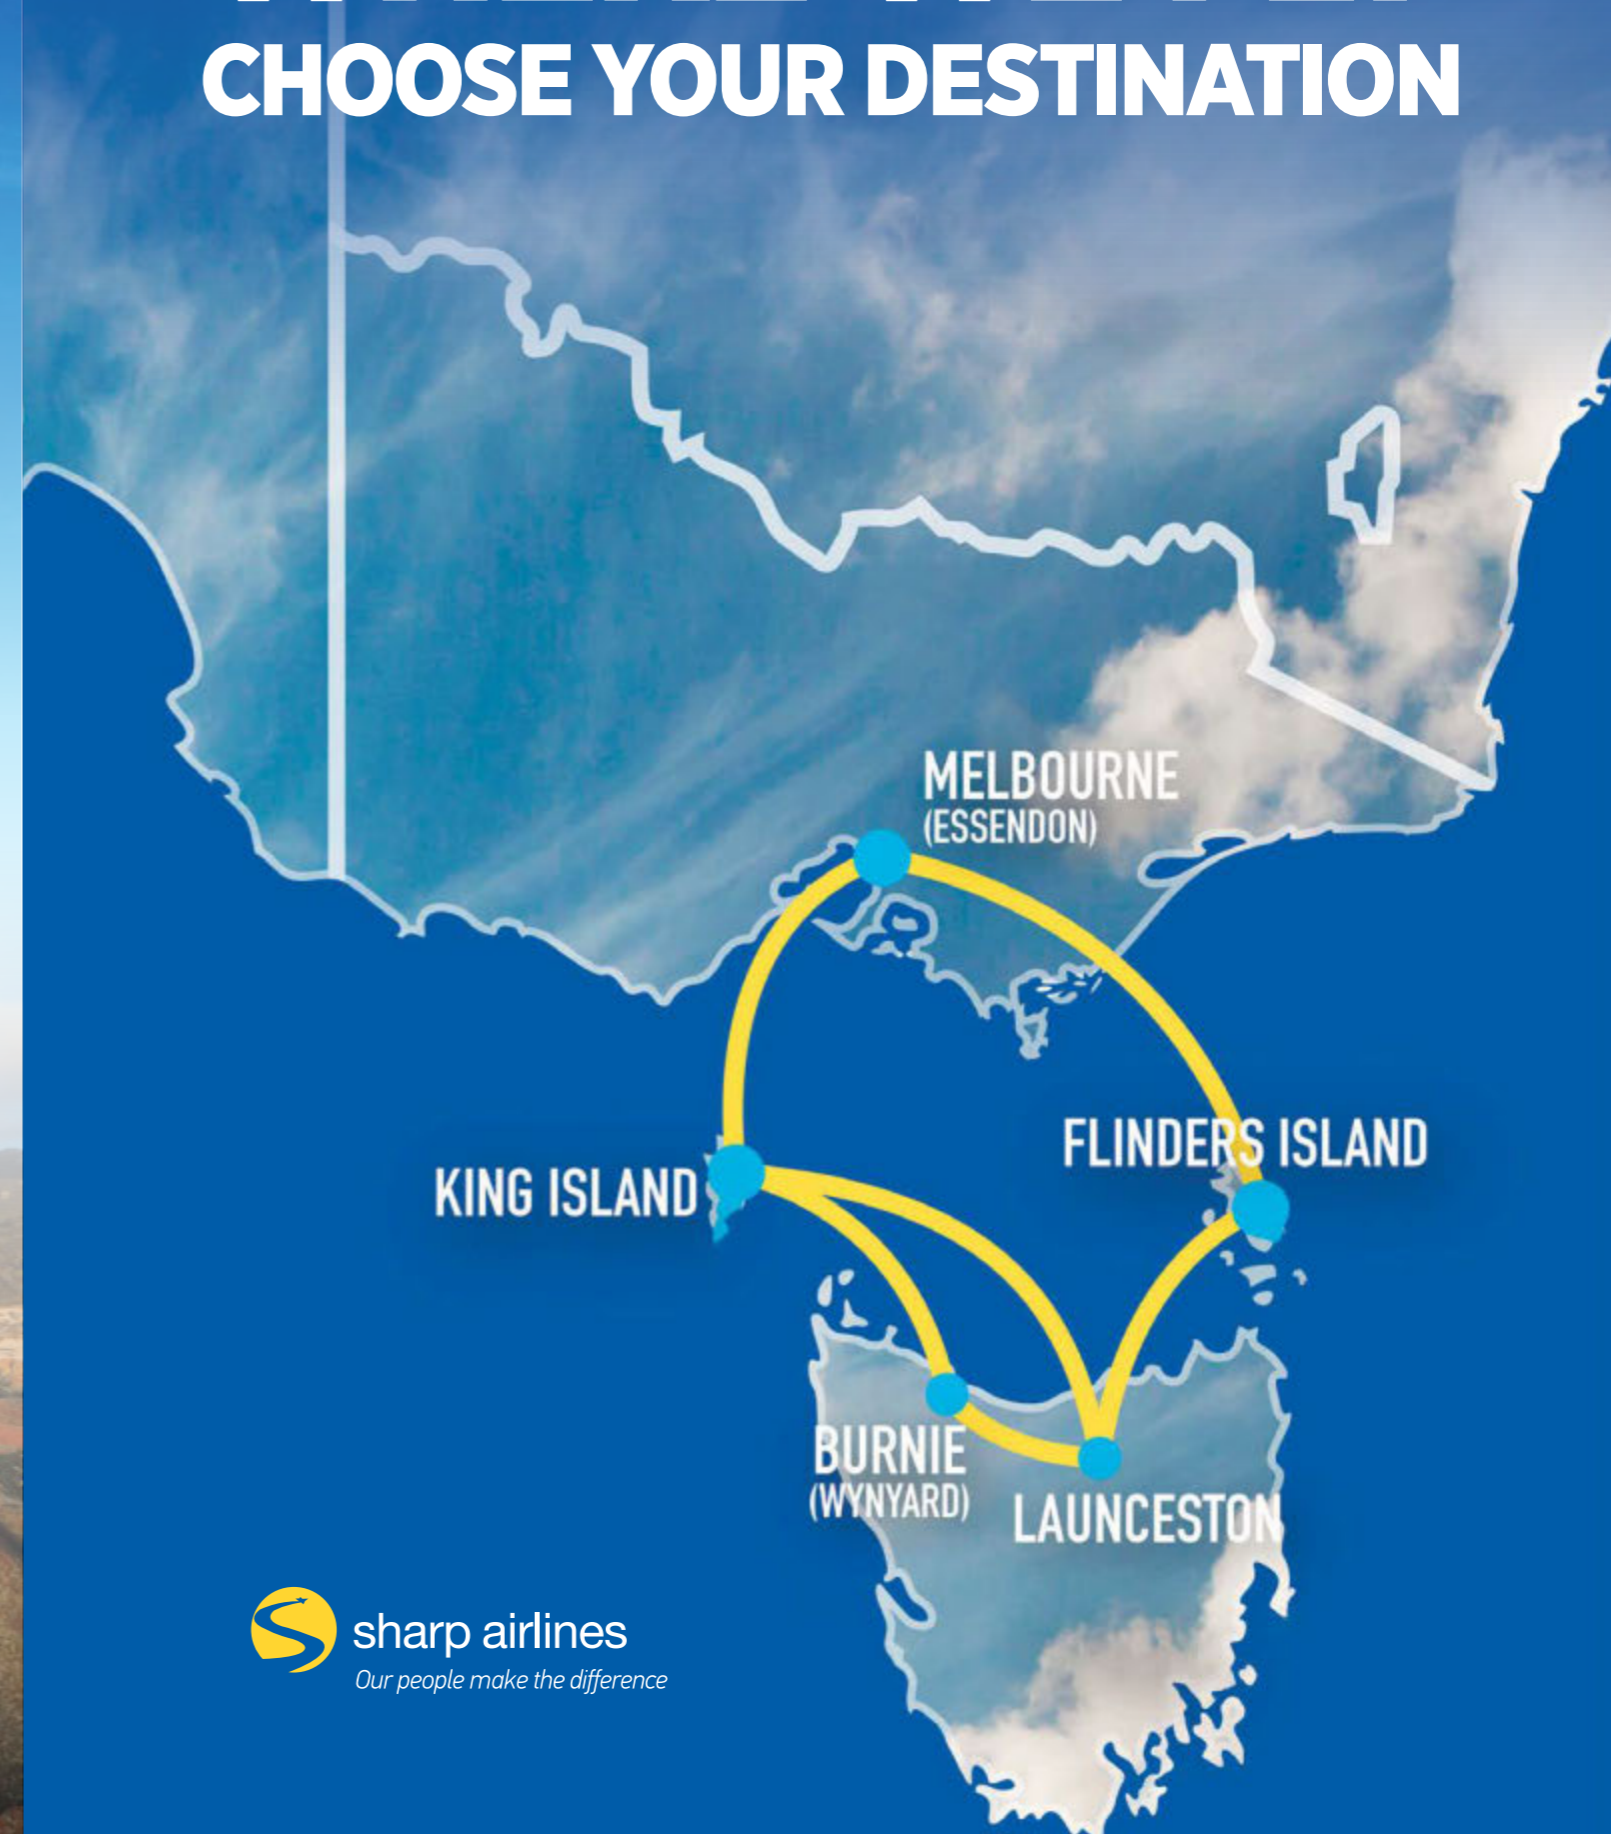 CHOOSE YOUR DESTINATION
MELBOURNE
(ESSENDON)
FLINDERS ISLAND
KING ISLAND
BURNIE
(WYNYARD)
LAUNCESTON
sharp airlines
Our people make the difference